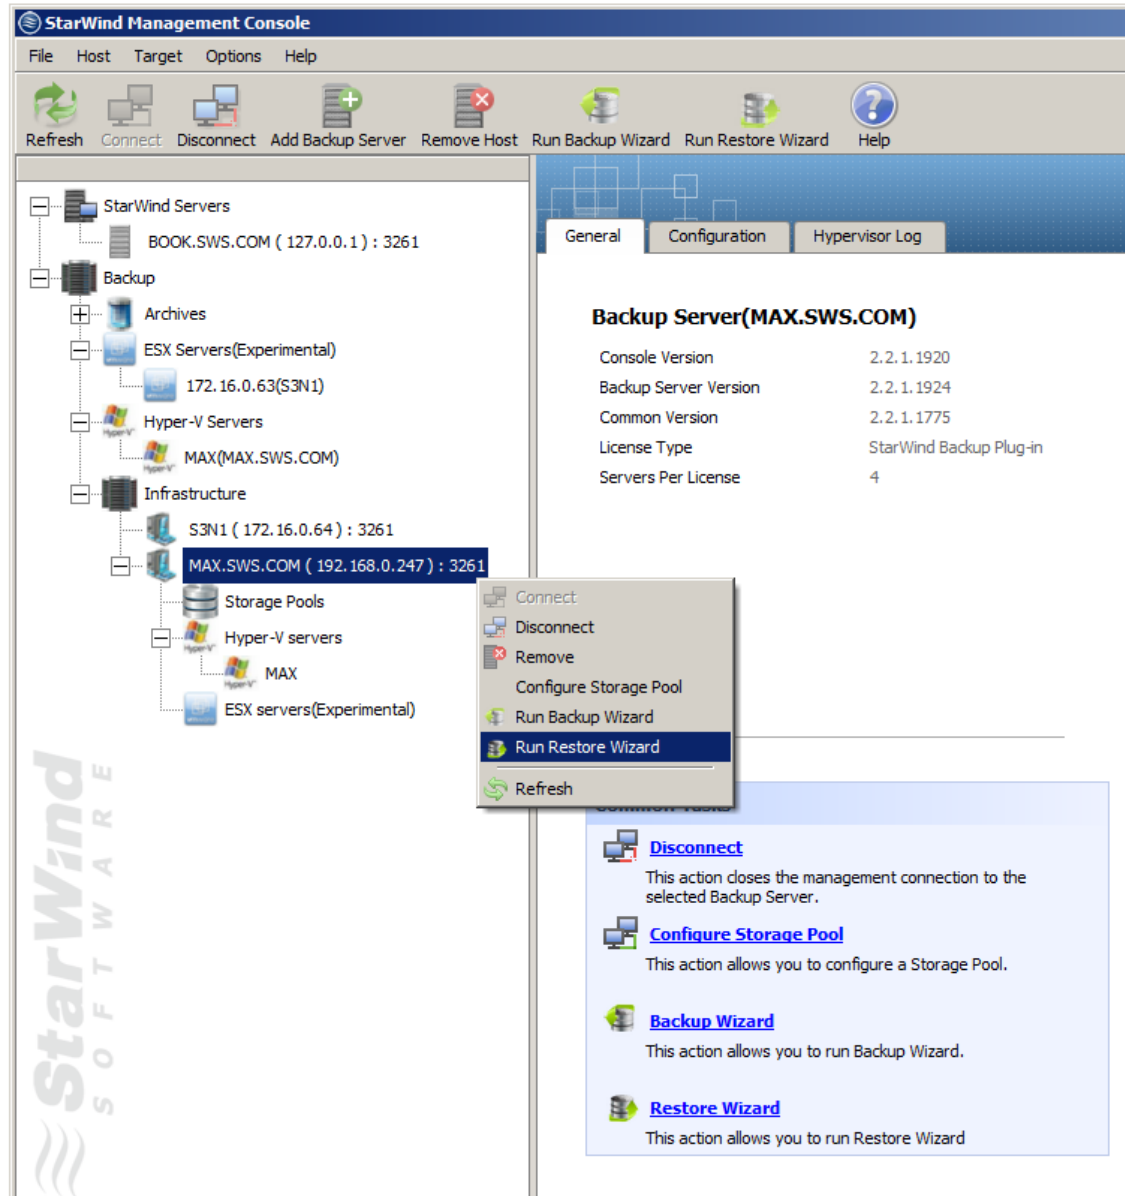 StarWind Management Console
File Host Target Options Help
Refresh Connect Disconnect Add Backup Server Remove Host Run Backup Wizard Run Restore Wizard Help
StarWind Servers
BOOK.SWS.COM ( 127.0.0.1 ) : 3261
Backup
Archives
ESX Servers(Experimental)
172.16.0.63(S3N1)
Hyper-V Servers
MAX(MAX.SWS.COM)
Infrastructure
S3N1 ( 172.16.0.64 ) : 3261
MAX.SWS.COM ( 192.168.0.247 ) : 3261
Storage Pools
Hyper-V servers
MAX
ESX servers(Experimental)
StarWind
SOFTWARE
Connect
Disconnect
Remove
Configure Storage Pool
Run Backup Wizard
Run Restore Wizard
Refresh
General Configuration Hypervisor Log
Backup Server(MAX.SWS.COM)
Console Version 2.2.1.1920
Backup Server Version 2.2.1.1924
Common Version 2.2.1.1775
License Type StarWind Backup Plug-in
Servers Per License 4
Common Tasks
Disconnect
This action closes the management connection to the
selected Backup Server.
Configure Storage Pool
This action allows you to configure a Storage Pool.
Backup Wizard
This action allows you to run Backup Wizard.
Restore Wizard
This action allows you to run Restore Wizard